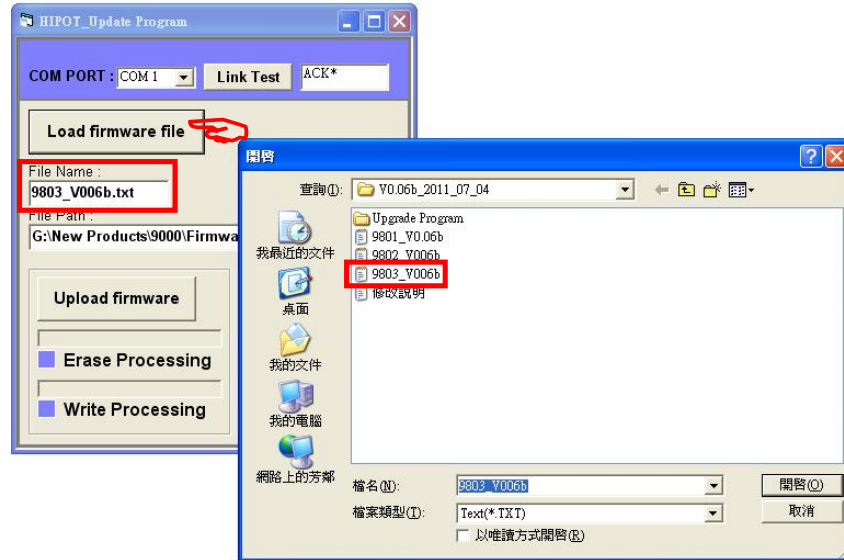 HIPOT_Update Program
COM PORT : COM 1 Link Test ACK*
Load firmware file
File Name :
9803_V006b.txt
File Path :
G:\New Products\9000\Firmwa
Upload firmware
Erase Processing
Write Processing
開啓
查詢(I): V0.06b_2011_07_04
我最近的文件
桌面
我的文件
我的電腦
網路上的芳鄰
Upgrade Program
9801_V0.06b
9802_V006b
9803_V006b
修改說明
檔名(N): 9803_V006b 開啓(O)
檔案類型(T): Text(*.TXT) 取消
以唯讀方式開啓(R)